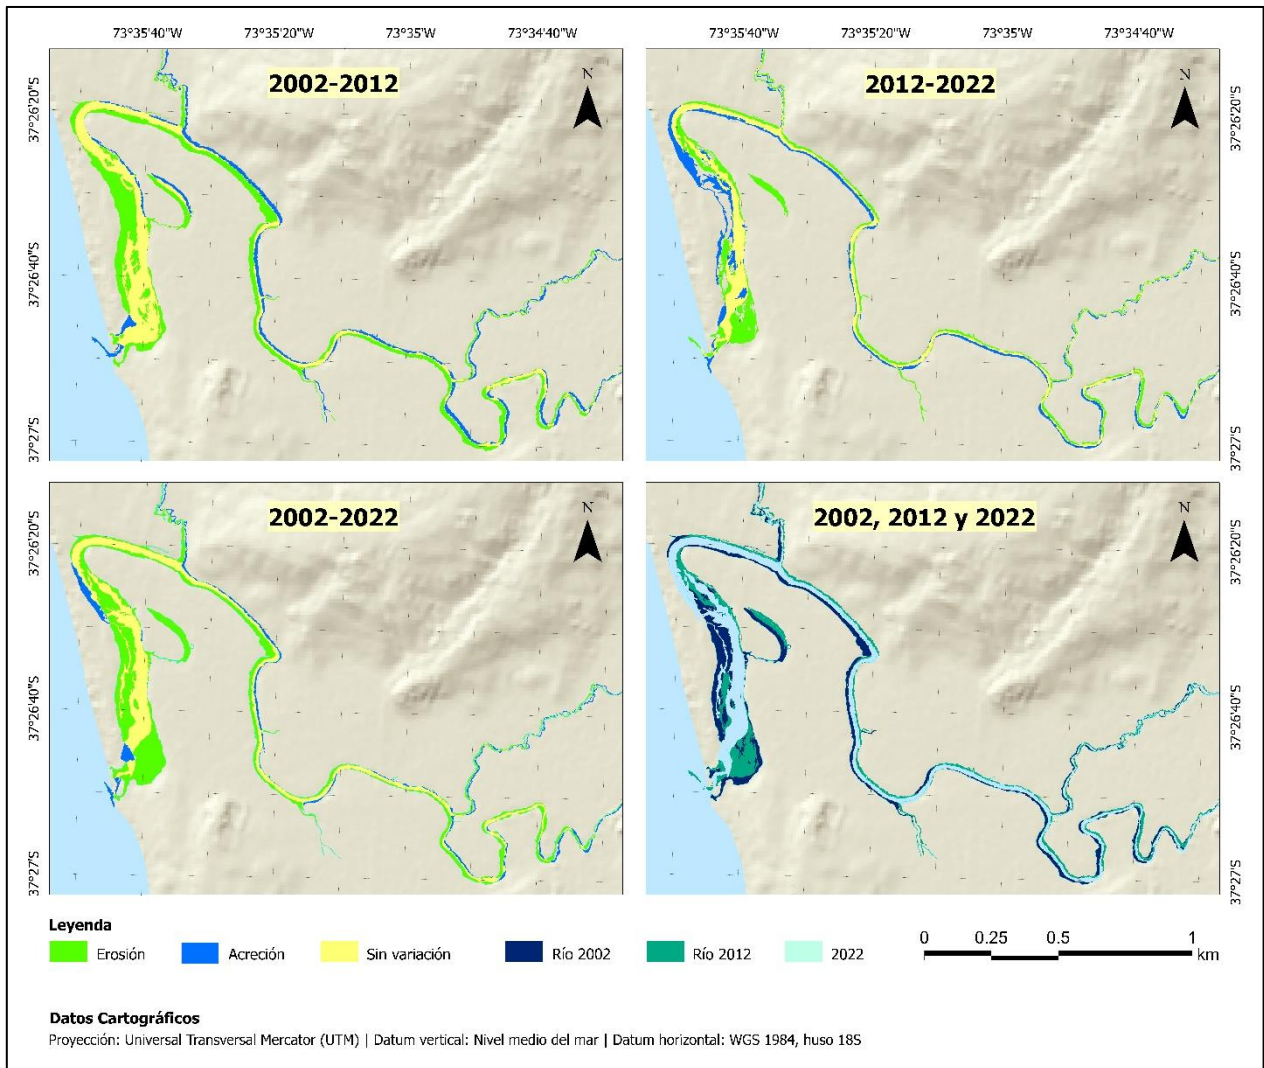 73°35'40"W 73°35'20"W 73°35'W 73°34'40"W
73°35'40"W 73°35'20"W 73°35'W 73°34'40"W
2002-2012
N
37°26'20"S
37°26'40"S
37°27'S
2012-2022
N
37°26'20"S
37°26'40"S
37°27'S
2002-2022
N
37°26'20"S
37°26'40"S
37°27'S
2002, 2012 y 2022
N
37°26'20"S
37°26'40"S
37°27'S
Leyenda
Erosión Acreción Sin variación Río 2002 Río 2012 2022
0 0.25 0.5 1
km
Datos Cartográficos
Proyección: Universal Transversal Mercator (UTM) | Datum vertical: Nivel medio del mar | Datum horizontal: WGS 1984, huso 18S